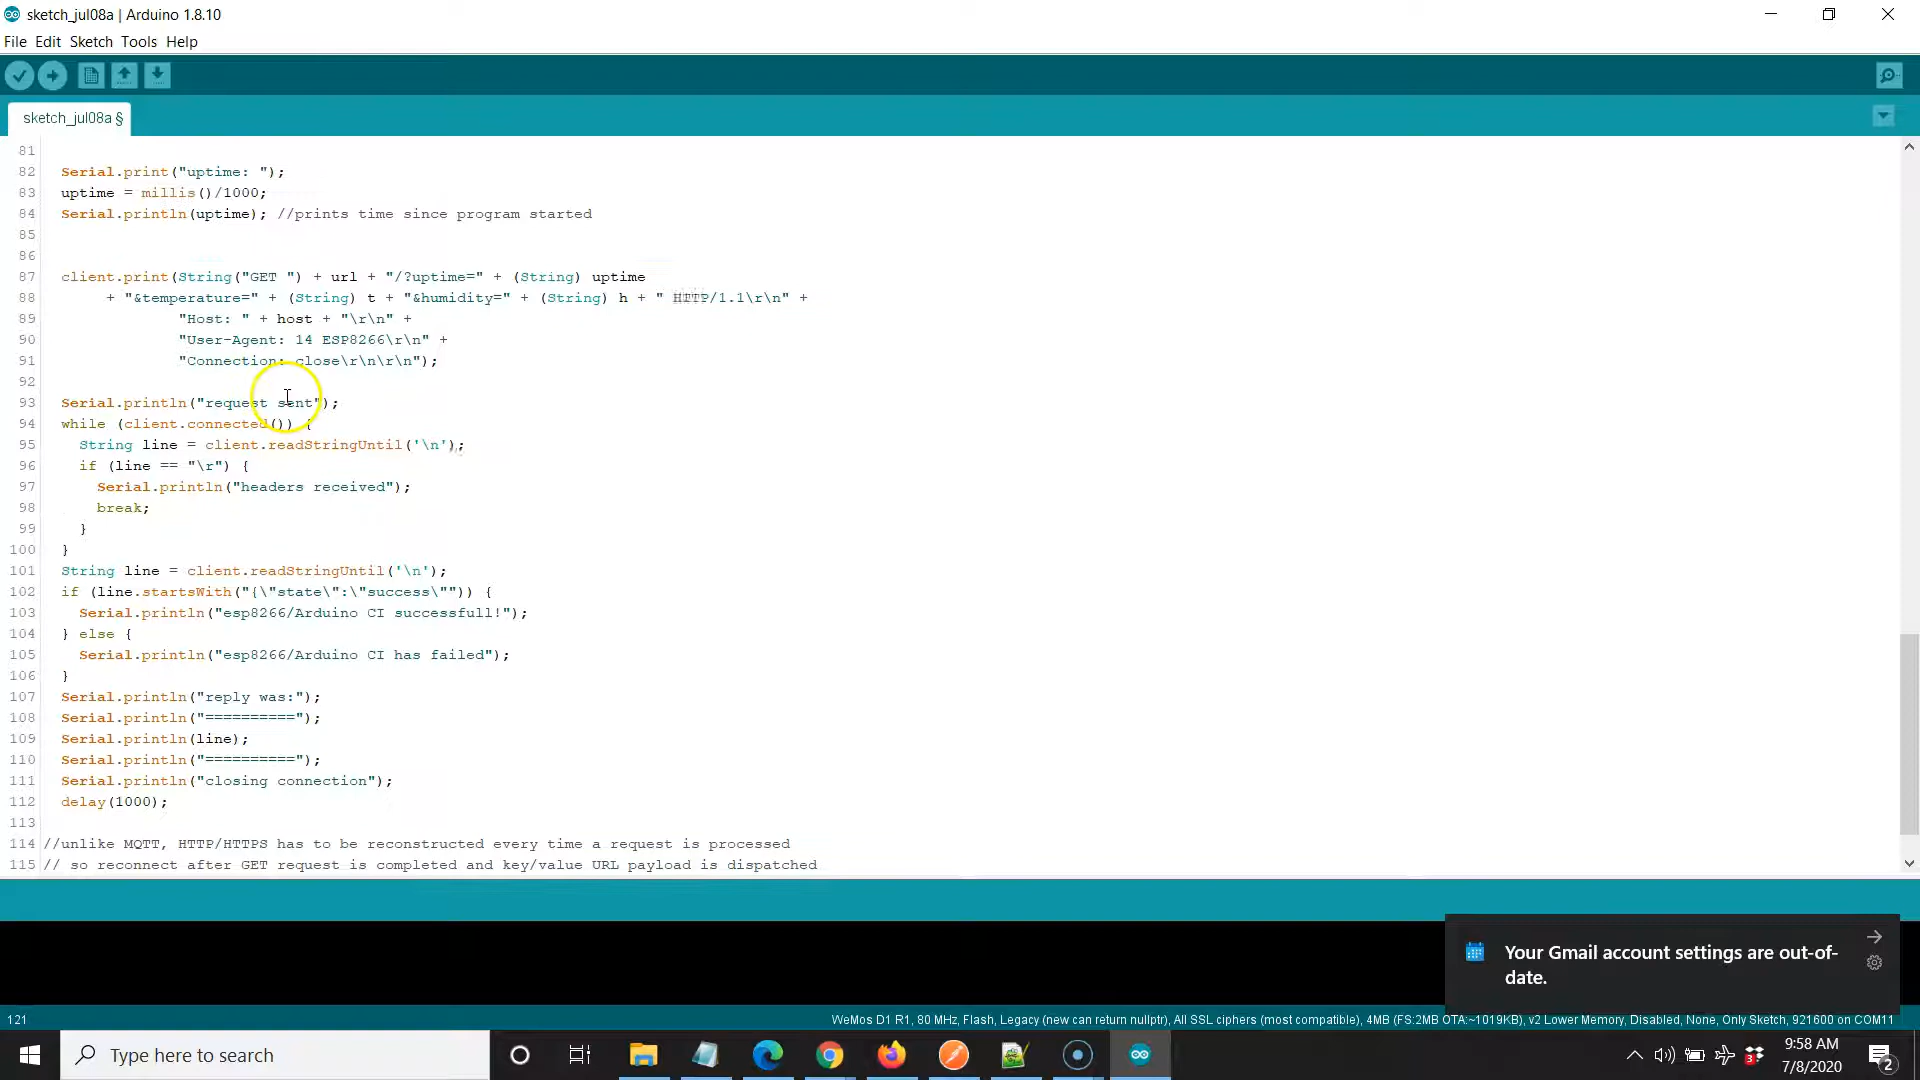 sketch_jul08a | Arduino 1.8.10
File Edit Sketch Tools Help
sketch_jul08a §
81
82 Serial.print("uptime: ");
83 uptime = millis()/1000;
84 Serial.println(uptime); //prints time since program started
85
86
87 client.print(String("GET ") + url + "/?uptime=" + (String) uptime
88 + "&temperature=" + (String) t + "&humidity=" + (String) h + " HTTP/1.1\r\n" +
89 "Host: " + host + "\r\n" +
90 "User-Agent: 14 ESP8266\r\n" +
91 "Connection: close\r\n\r\n");
92
93 Serial.println("request sent");
94 while (client.connected()) {
95 String line = client.readStringUntil('\n');
96 if (line == "\r") {
97 Serial.println("headers received");
98 break;
99 }
100 }
101 String line = client.readStringUntil('\n');
102 if (line.startsWith("{\"state\":\"success\"")) {
103 Serial.println("esp8266/Arduino CI successfull!");
104 } else {
105 Serial.println("esp8266/Arduino CI has failed");
106 }
107 Serial.println("reply was:");
108 Serial.println("==========");
109 Serial.println(line);
110 Serial.println("==========");
111 Serial.println("closing connection");
112 delay(1000);
113
114 //unlike MQTT, HTTP/HTTPS has to be reconstructed every time a request is processed
115 // so reconnect after GET request is completed and key/value URL payload is dispatched
Your Gmail account settings are out-of-
date.
121 WeMos D1 R1, 80 MHz, Flash, Legacy (new can return nullptr), All SSL ciphers (most compatible), 4MB (FS:2MB OTA:~1019KB), v2 Lower Memory, Disabled, None, Only Sketch, 921600 on COM11
Type here to search
3
9:58 AM
7/8/2020
2